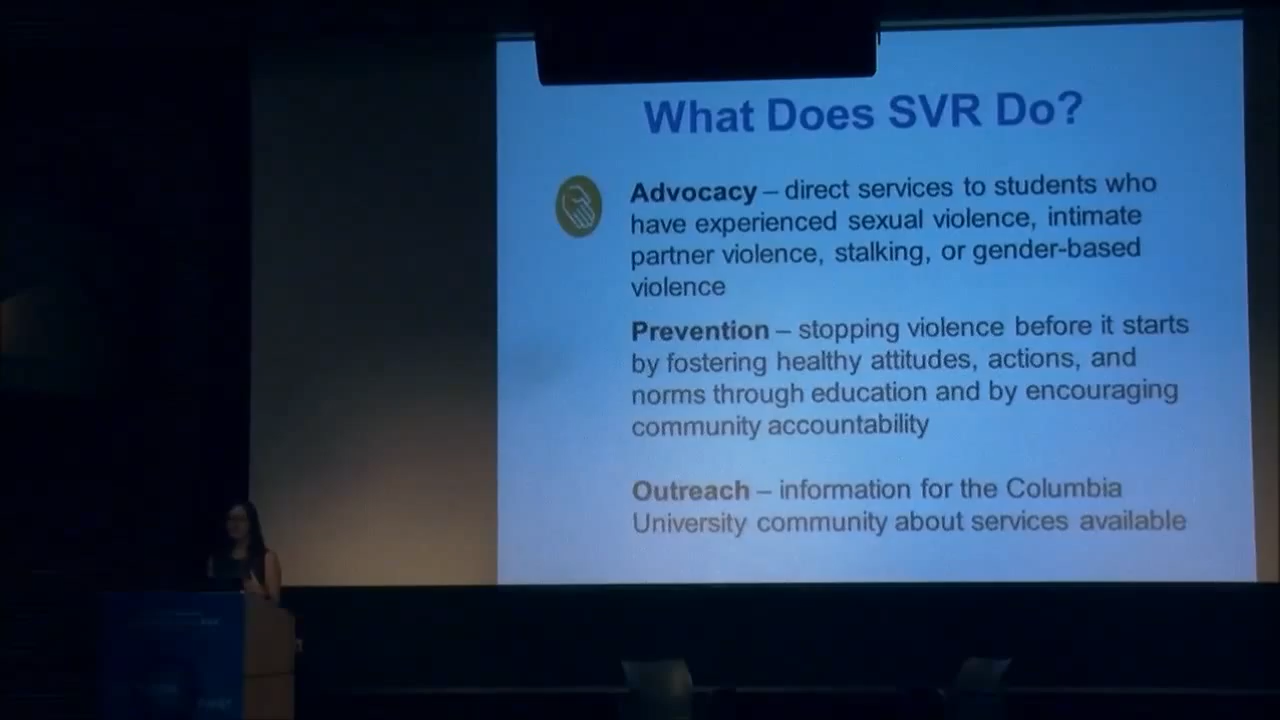 What Does SVR Do?
Advocacy – direct services to students who
have experienced sexual violence, intimate
partner violence, stalking, or gender-based
violence
Prevention – stopping violence before it starts
by fostering healthy attitudes, actions, and
norms through education and by encouraging
community accountability
Outreach – information for the Columbia
University community about services available